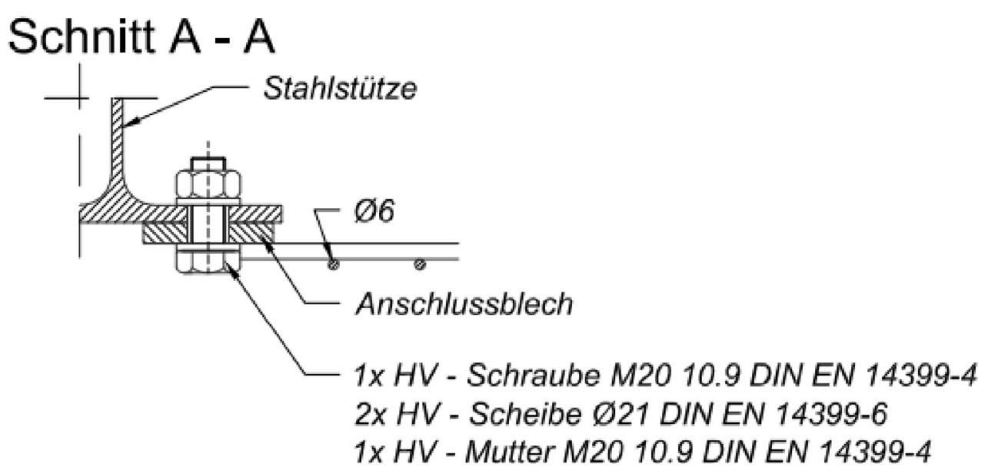 Schnitt A - A
Stahlstütze
Ø6
Anschlussblech
1x HV - Schraube M20 10.9 DIN EN 14399-4
2x HV - Scheibe Ø21 DIN EN 14399-6
1x HV - Mutter M20 10.9 DIN EN 14399-4